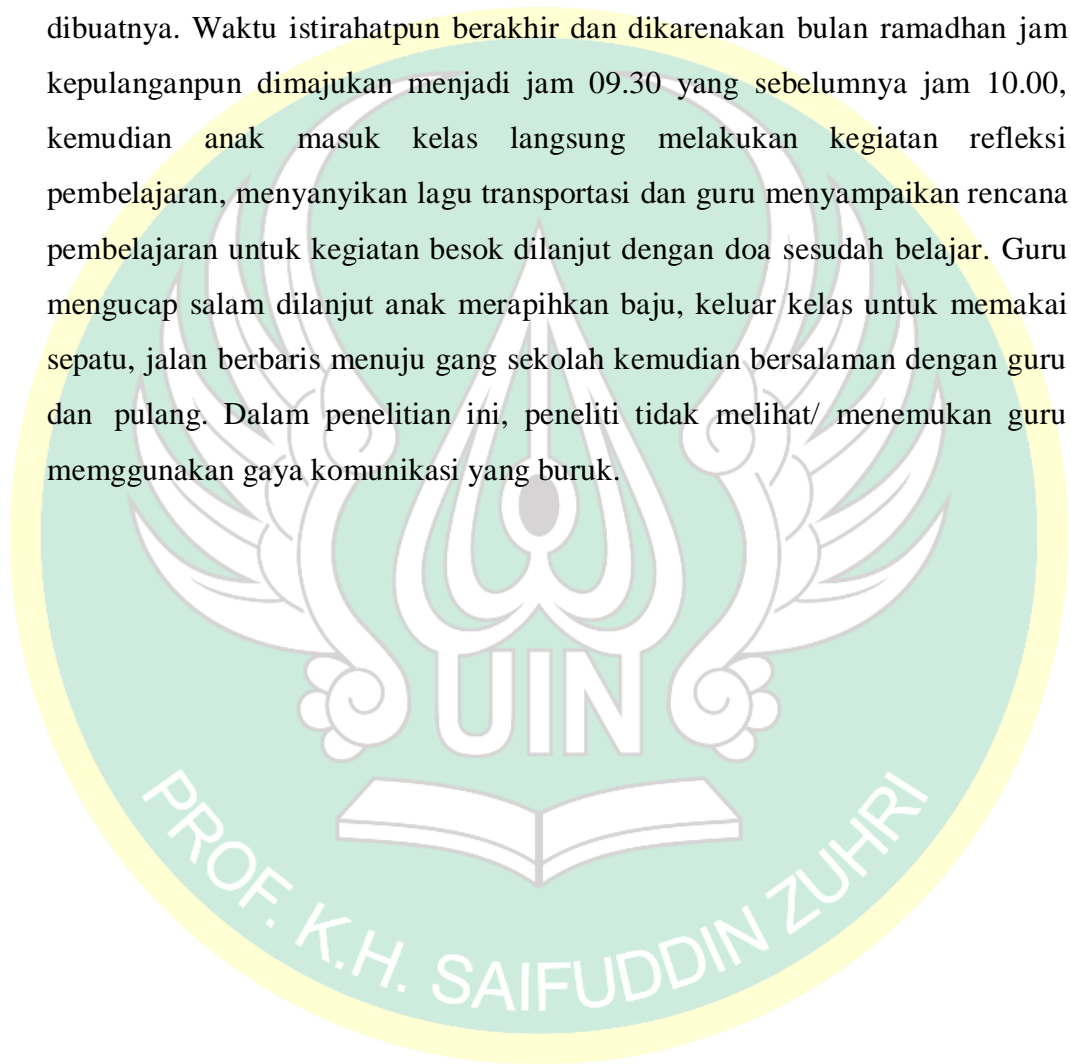 dibuatnya. Waktu istirahatpun berakhir dan dikarenakan bulan ramadhan jam
kepulanganpun dimajukan menjadi jam 09.30 yang sebelumnya jam 10.00,
kemudian anak masuk kelas langsung melakukan kegiatan refleksi
pembelajaran, menyanyikan lagu transportasi dan guru menyampaikan rencana
pembelajaran untuk kegiatan besok dilanjut dengan doa sesudah belajar. Guru
mengucap salam dilanjut anak merapihkan baju, keluar kelas untuk memakai
sepatu, jalan berbaris menuju gang sekolah kemudian bersalaman dengan guru
dan pulang. Dalam penelitian ini, peneliti tidak melihat/ menemukan guru
memggunakan gaya komunikasi yang buruk.
UIN
PROF. K.H. SAIFUDDIN ZUHRI